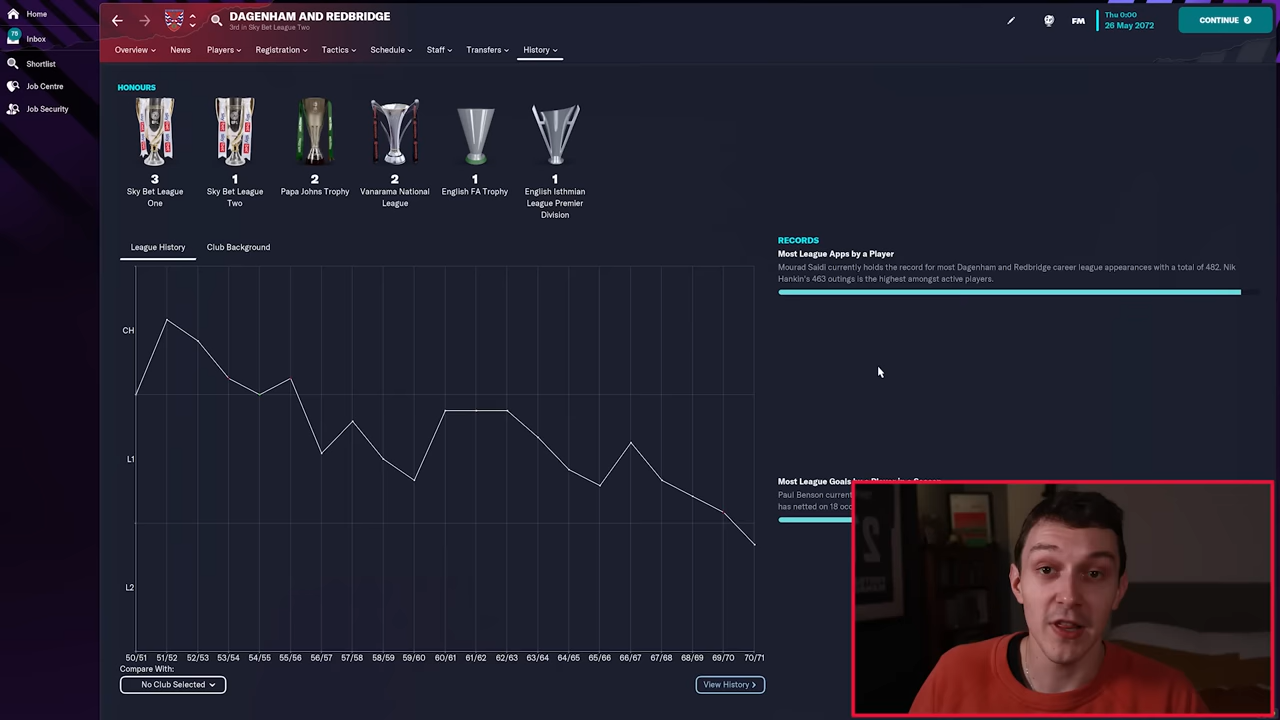 Home
75
Inbox
Shortlist
Job Centre
Job Security
DAGENHAM AND REDBRIDGE
3rd in Sky Bet League Two
FM
Thu 0:00
26 May 2072
CONTINUE
Overview
News
Players
Registration
Tactics
Schedule
Staff
Transfers
History
HONOURS
3
Sky Bet League
One
1
Sky Bet League
Two
2
Papa Johns Trophy
2
Vanarama National
League
1
English FA Trophy
1
English Isthmian
League Premier
Division
League History
Club Background
CH
L1
L2
50/51 51/52 52/53 53/54 54/55 55/56 56/57 57/58 58/59 59/60 60/61 61/62 62/63 63/64 64/65 65/66 66/67 67/68 68/69 69/70 70/71
Compare With:
No Club Selected
View History
RECORDS
Most League Apps by a Player
Mourad Saidi currently holds the record for most Dagenham and Redbridge career league appearances with a total of 482. Nik
Hankin's 463 outings is the highest amongst active players.
Most League Goals
Paul Benson
has netted on 18